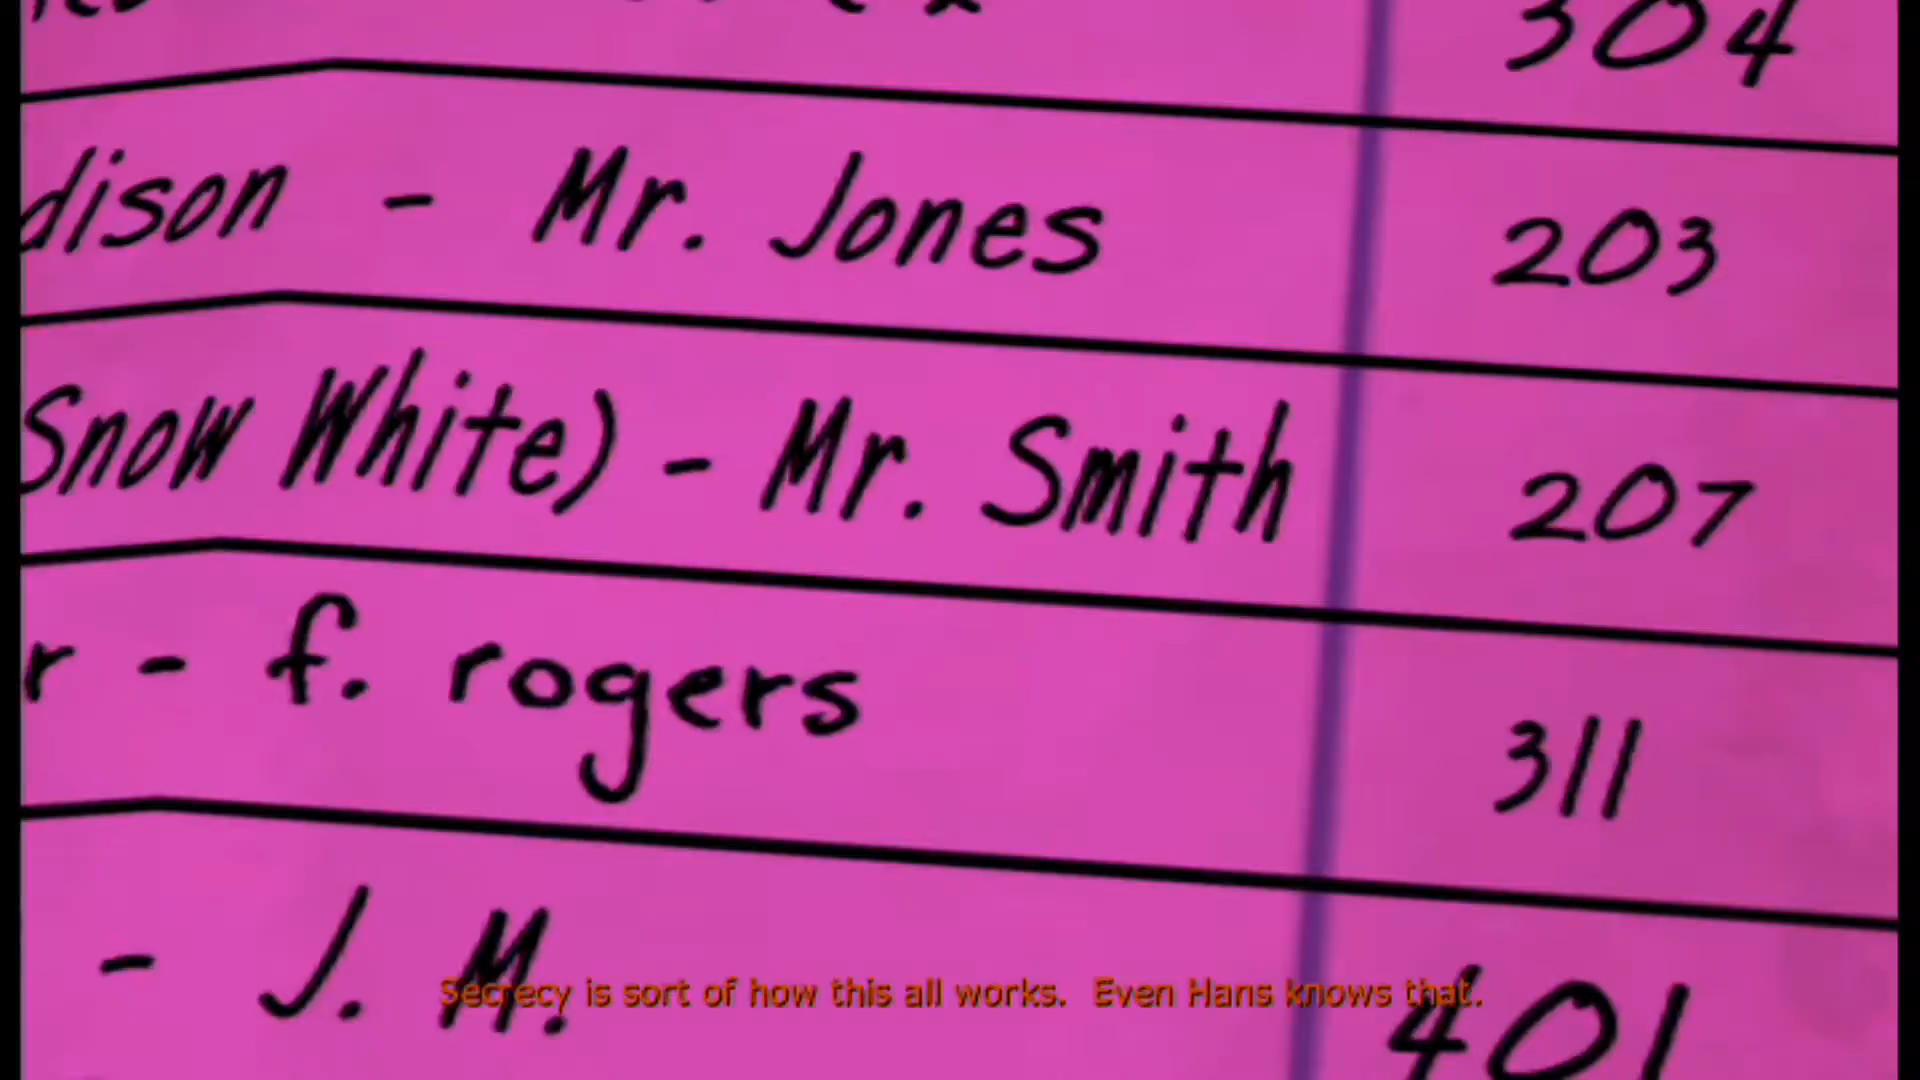 304
dison - Mr. Jones 203
Snow White) - Mr. Smith 207
r - f. rogers 311
- J. M. 401
Secrecy is sort of how this all works. Even Hans knows that.